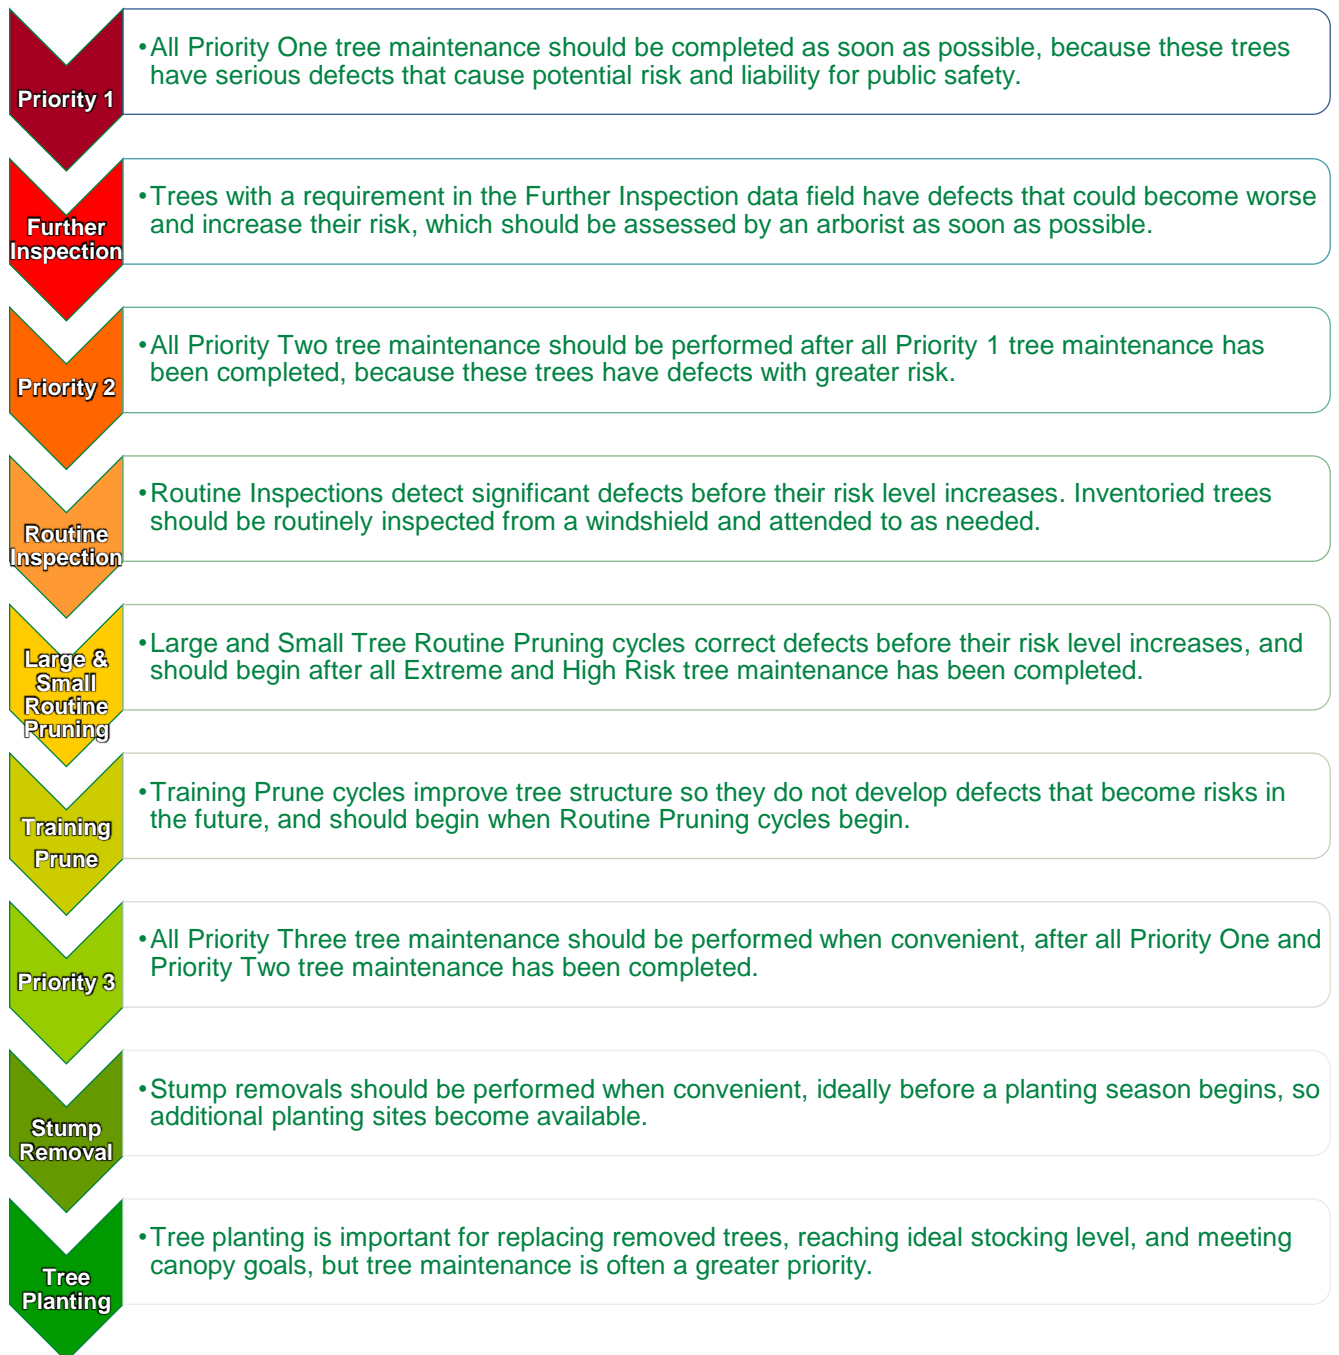 Priority 1
•All Priority One tree maintenance should be completed as soon as possible, because these trees
have serious defects that cause potential risk and liability for public safety.
Further
Inspection
•Trees with a requirement in the Further Inspection data field have defects that could become worse
and increase their risk, which should be assessed by an arborist as soon as possible.
Priority 2
•All Priority Two tree maintenance should be performed after all Priority 1 tree maintenance has
been completed, because these trees have defects with greater risk.
Routine
Inspection
•Routine Inspections detect significant defects before their risk level increases. Inventoried trees
should be routinely inspected from a windshield and attended to as needed.
Large &
Small
Routine
Pruning
•Large and Small Tree Routine Pruning cycles correct defects before their risk level increases, and
should begin after all Extreme and High Risk tree maintenance has been completed.
Training
Prune
•Training Prune cycles improve tree structure so they do not develop defects that become risks in
the future, and should begin when Routine Pruning cycles begin.
Priority 3
•All Priority Three tree maintenance should be performed when convenient, after all Priority One and
Priority Two tree maintenance has been completed.
Stump
Removal
•Stump removals should be performed when convenient, ideally before a planting season begins, so
additional planting sites become available.
Tree
Planting
•Tree planting is important for replacing removed trees, reaching ideal stocking level, and meeting
canopy goals, but tree maintenance is often a greater priority.